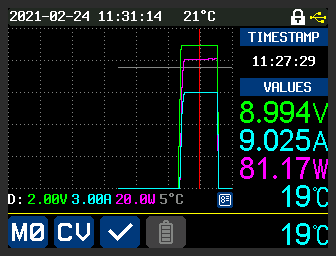 2021-02-24 11:31:14 21°C
TIMESTAMP
11:27:29
VALUES
8.994V
9.025A
81.17W
19°C
D: 2.00V 3.00A 20.0W 5°C
M0 CV
19°C